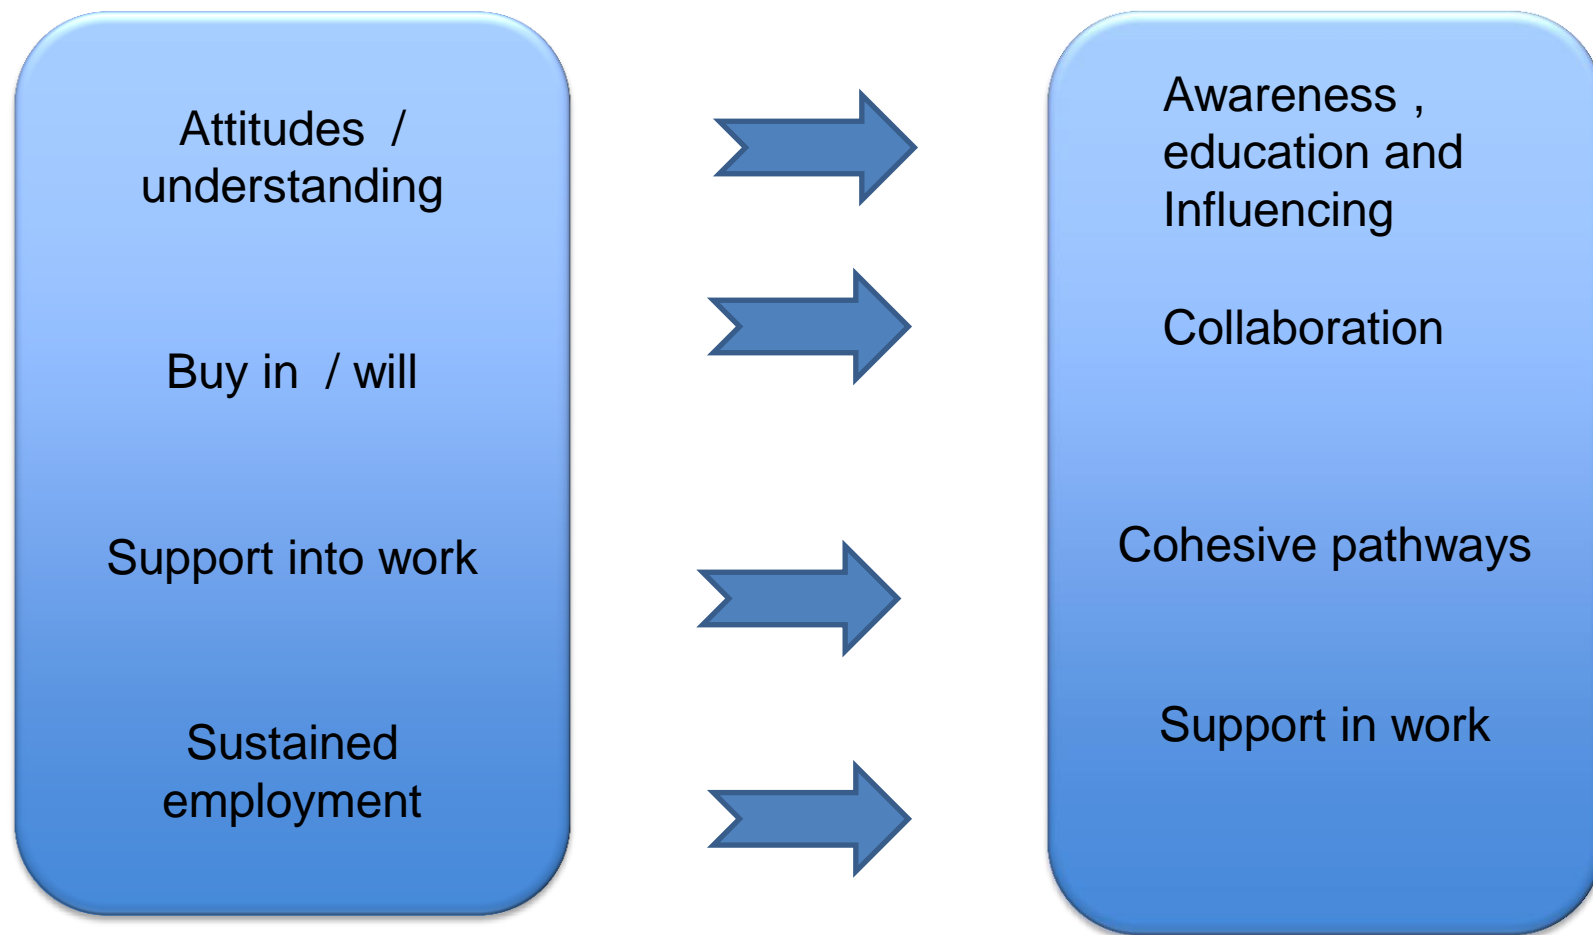 Attitudes  /
understanding
Buy in  / will
Support into work
Sustained
employment
Awareness ,
education and
Influencing
Collaboration
Cohesive pathways
Support in work